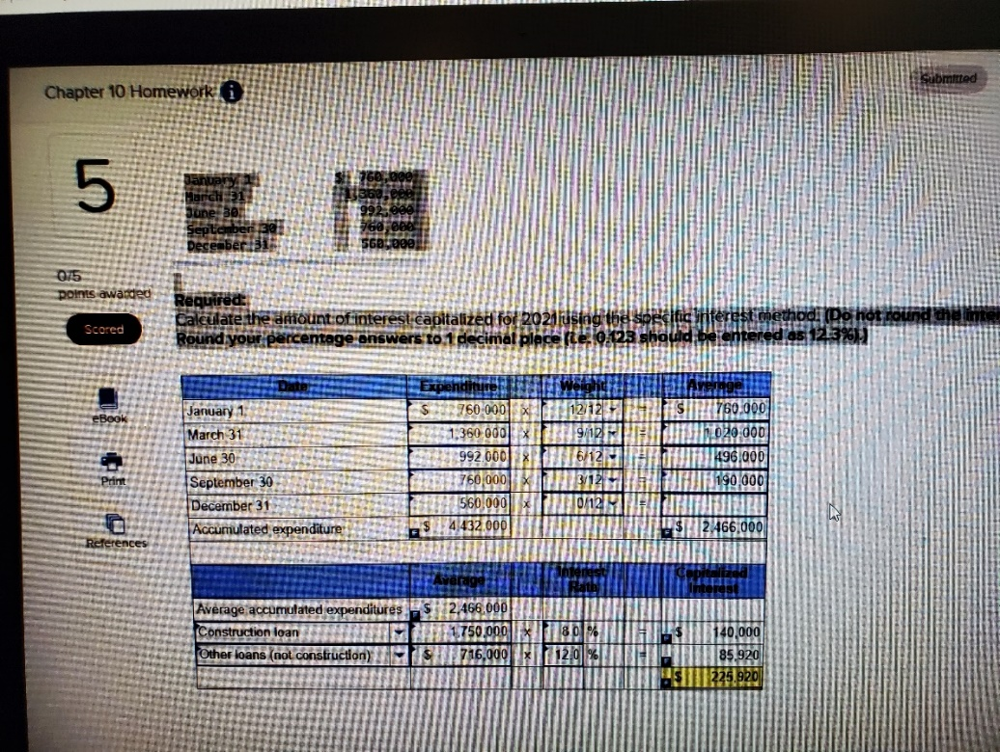 Submitted
Chapter 10 Homework i
5
January 1 $ 760,000
March 31 1,360,000
June 30 992,000
September 30 760,000
December 31 560,000
0/5
points awarded
Scored
eBook
Print
References
Required:
Calculate the amount of interest capitalized for 2021 using the specific interest method. (Do not round the
Round your percentage answers to 1 decimal place (i.e. 0.123 should be entered as 12.3%).)
Date Expenditure Weight Average
January 1 $ 760,000 x 12/12 = $ 760,000
March 31 1,360,000 x 9/12 = 1,020,000
June 30 992,000 x 6/12 = 496,000
September 30 760,000 x 3/12 = 190,000
December 31 560,000 x 0/12 =
Accumulated expenditure $ 4,432,000 $ 2,466,000
Average Interest Rate Capitalized Interest
Average accumulated expenditures $ 2,466,000
Construction loan 1,750,000 x 8.0 % = $ 140,000
Other loans (not construction) $ 716,000 x 12.0 % = 85,920
$ 225,920